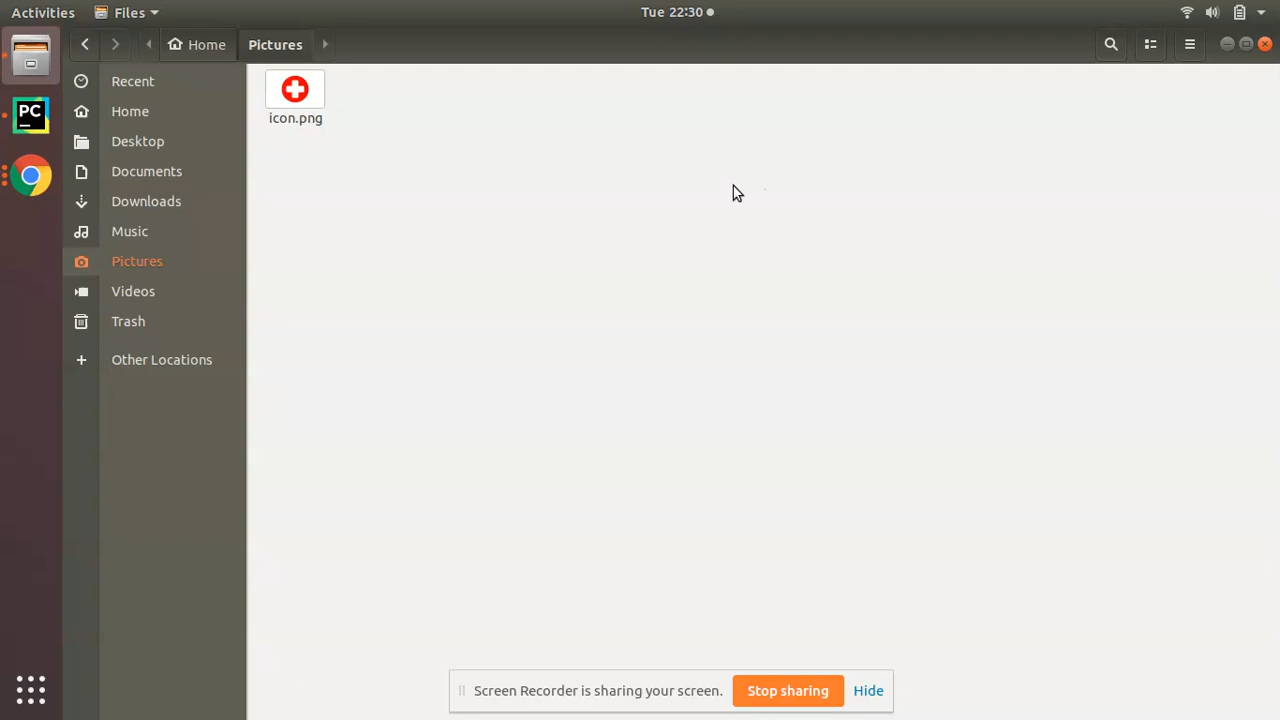 Activities
Files
Tue 22:30
Home
Pictures
PC
Recent
Home
Desktop
Documents
Downloads
Music
Pictures
Videos
Trash
Other Locations
icon.png
Screen Recorder is sharing your screen.
Stop sharing
Hide